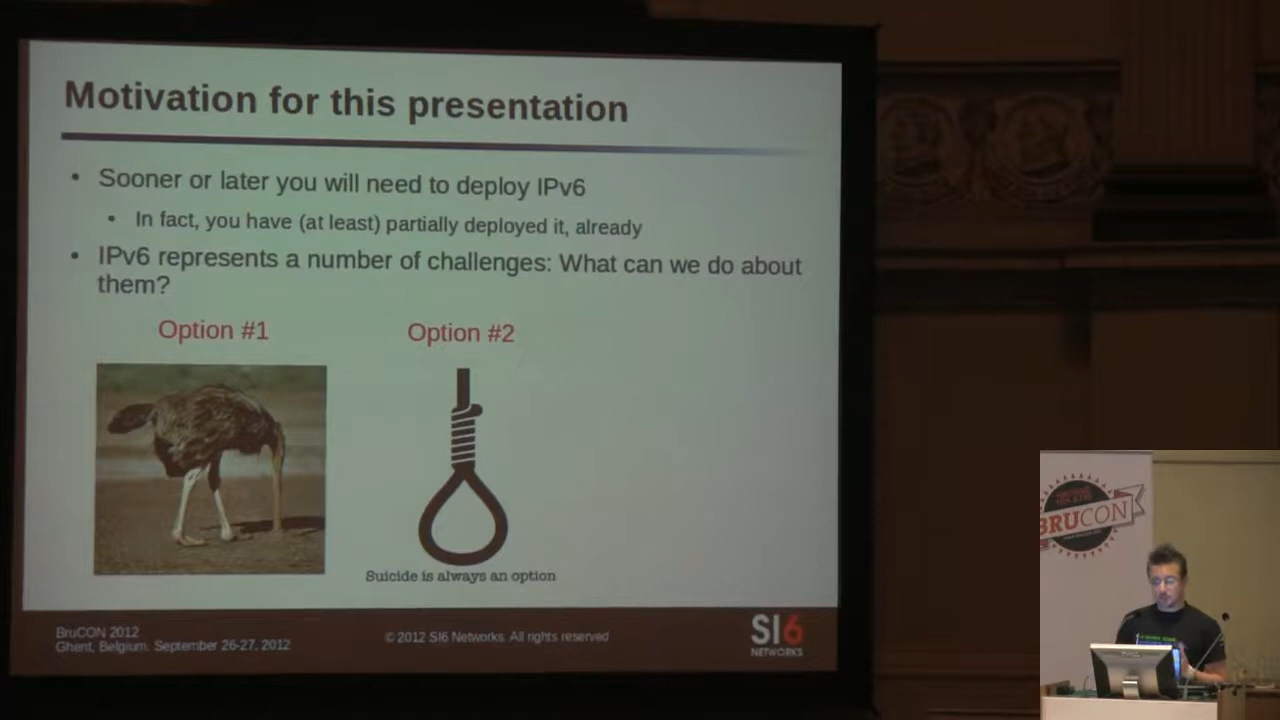 Motivation for this presentation
• Sooner or later you will need to deploy IPv6
• In fact, you have (at least) partially deployed it, already
• IPv6 represents a number of challenges: What can we do about
them?
Option #1
Option #2
Suicide is always an option
BruCON 2012
Ghent, Belgium. September 26-27, 2012
© 2012 SI6 Networks. All rights reserved
SI6
NETWORKS
BRUCON